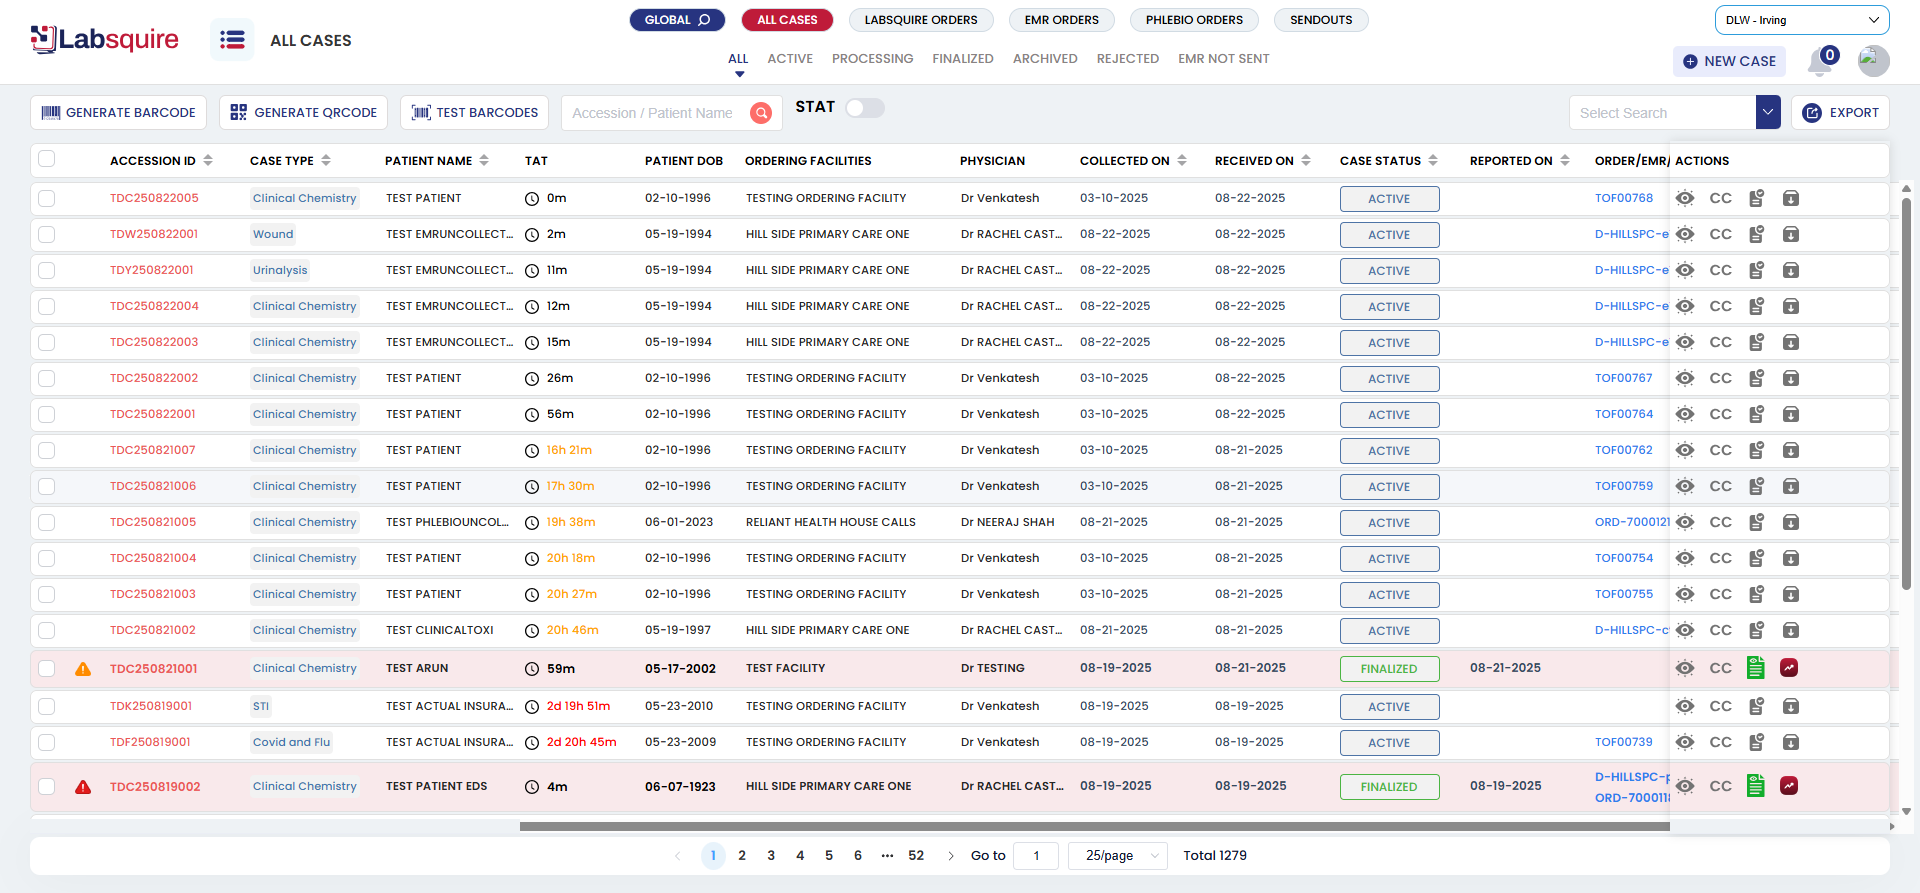 Labsquire
ALL CASES
GLOBAL
ALL CASES
LABSQUIRE ORDERS
EMR ORDERS
PHLEBIO ORDERS
SENDOUTS
DLW - Irving
ALL
ACTIVE
PROCESSING
FINALIZED
ARCHIVED
REJECTED
EMR NOT SENT
NEW CASE
0
GENERATE BARCODE
GENERATE QRCODE
TEST BARCODES
Accession / Patient Name
STAT
Select Search
EXPORT
ACCESSION ID CASE TYPE PATIENT NAME TAT PATIENT DOB ORDERING FACILITIES PHYSICIAN COLLECTED ON RECEIVED ON CASE STATUS REPORTED ON ORDER/EMR/ ACTIONS
TDC250822005 Clinical Chemistry TEST PATIENT 0m 02-10-1996 TESTING ORDERING FACILITY Dr Venkatesh 03-10-2025 08-22-2025 ACTIVE TOF00768 CC
TDW250822001 Wound TEST EMRUNCOLLECT... 2m 05-19-1994 HILL SIDE PRIMARY CARE ONE Dr RACHEL CAST... 08-22-2025 08-22-2025 ACTIVE D-HILLSPC-e CC
TDY250822001 Urinalysis TEST EMRUNCOLLECT... 11m 05-19-1994 HILL SIDE PRIMARY CARE ONE Dr RACHEL CAST... 08-22-2025 08-22-2025 ACTIVE D-HILLSPC-e CC
TDC250822004 Clinical Chemistry TEST EMRUNCOLLECT... 12m 05-19-1994 HILL SIDE PRIMARY CARE ONE Dr RACHEL CAST... 08-22-2025 08-22-2025 ACTIVE D-HILLSPC-e CC
TDC250822003 Clinical Chemistry TEST EMRUNCOLLECT... 15m 05-19-1994 HILL SIDE PRIMARY CARE ONE Dr RACHEL CAST... 08-22-2025 08-22-2025 ACTIVE D-HILLSPC-e CC
TDC250822002 Clinical Chemistry TEST PATIENT 26m 02-10-1996 TESTING ORDERING FACILITY Dr Venkatesh 03-10-2025 08-22-2025 ACTIVE TOF00767 CC
TDC250822001 Clinical Chemistry TEST PATIENT 56m 02-10-1996 TESTING ORDERING FACILITY Dr Venkatesh 03-10-2025 08-22-2025 ACTIVE TOF00764 CC
TDC250821007 Clinical Chemistry TEST PATIENT 16h 21m 02-10-1996 TESTING ORDERING FACILITY Dr Venkatesh 03-10-2025 08-21-2025 ACTIVE TOF00762 CC
TDC250821006 Clinical Chemistry TEST PATIENT 17h 30m 02-10-1996 TESTING ORDERING FACILITY Dr Venkatesh 03-10-2025 08-21-2025 ACTIVE TOF00759 CC
TDC250821005 Clinical Chemistry TEST PHLEBIOUNCOL... 19h 38m 06-01-2023 RELIANT HEALTH HOUSE CALLS Dr NEERAJ SHAH 08-21-2025 08-21-2025 ACTIVE ORD-7000121 CC
TDC250821004 Clinical Chemistry TEST PATIENT 20h 18m 02-10-1996 TESTING ORDERING FACILITY Dr Venkatesh 03-10-2025 08-21-2025 ACTIVE TOF00754 CC
TDC250821003 Clinical Chemistry TEST PATIENT 20h 27m 02-10-1996 TESTING ORDERING FACILITY Dr Venkatesh 03-10-2025 08-21-2025 ACTIVE TOF00755 CC
TDC250821002 Clinical Chemistry TEST CLINICALTOXI 20h 46m 05-19-1997 HILL SIDE PRIMARY CARE ONE Dr RACHEL CAST... 08-21-2025 08-21-2025 ACTIVE D-HILLSPC-c CC
TDC250821001 Clinical Chemistry TEST ARUN 59m 05-17-2002 TEST FACILITY Dr TESTING 08-19-2025 08-21-2025 FINALIZED 08-21-2025 CC
TDK250819001 STI TEST ACTUAL INSURA... 2d 19h 51m 05-23-2010 TESTING ORDERING FACILITY Dr Venkatesh 08-19-2025 08-19-2025 ACTIVE CC
TDF250819001 Covid and Flu TEST ACTUAL INSURA... 2d 20h 45m 05-23-2009 TESTING ORDERING FACILITY Dr Venkatesh 08-19-2025 08-19-2025 ACTIVE TOF00739 CC
TDC250819002 Clinical Chemistry TEST PATIENT EDS 4m 06-07-1923 HILL SIDE PRIMARY CARE ONE Dr RACHEL CAST... 08-19-2025 08-19-2025 FINALIZED 08-19-2025 D-HILLSPC-p CC
ORD-7000118
1 2 3 4 5 6 ••• 52 Go to 1 25/page Total 1279